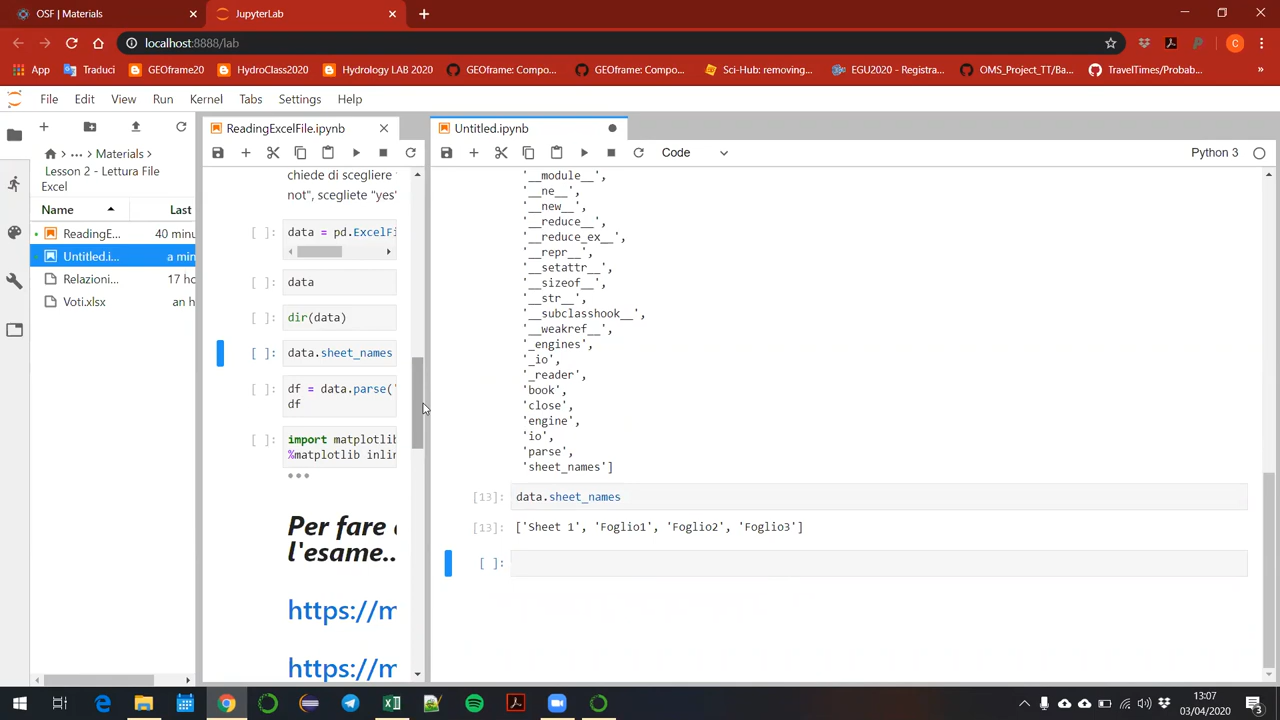 OSF | Materials
JupyterLab
localhost:8888/lab
App
Traduci
GEOframe20
HydroClass2020
Hydrology LAB 2020
GEOframe: Compo...
GEOframe: Compo...
Sci-Hub: removing...
EGU2020 - Registra...
OMS_Project_TT/Ba...
TravelTimes/Probab...
»
C
File Edit View Run Kernel Tabs Settings Help
··· Materials
Lesson 2 - Lettura File
Excel
Name Last
ReadingE... 40 minu
Untitled.i... a min
Relazioni... 17 ho
Voti.xlsx an h
ReadingExcelFile.ipynb
chiede di scegliere
not", scegliete "yes"
[ ]: data = pd.ExcelFi
[ ]: data
[ ]: dir(data)
[ ]: data.sheet_names
[ ]: df = data.parse('
df
[ ]: import matplotlib
%matplotlib inlin
•••
Per fare
l'esame..
https://m
https://m
Untitled.ipynb
Code
Python 3
'__module__',
'__ne__',
'__new__',
'__reduce__',
'__reduce_ex__',
'__repr__',
'__setattr__',
'__sizeof__',
'__str__',
'__subclasshook__',
'__weakref__',
'_engines',
'_io',
'_reader',
'book',
'close',
'engine',
'io',
'parse',
'sheet_names']
[13]: data.sheet_names
[13]: ['Sheet 1', 'Foglio1', 'Foglio2', 'Foglio3']
[ ]:
13:07
03/04/2020
3